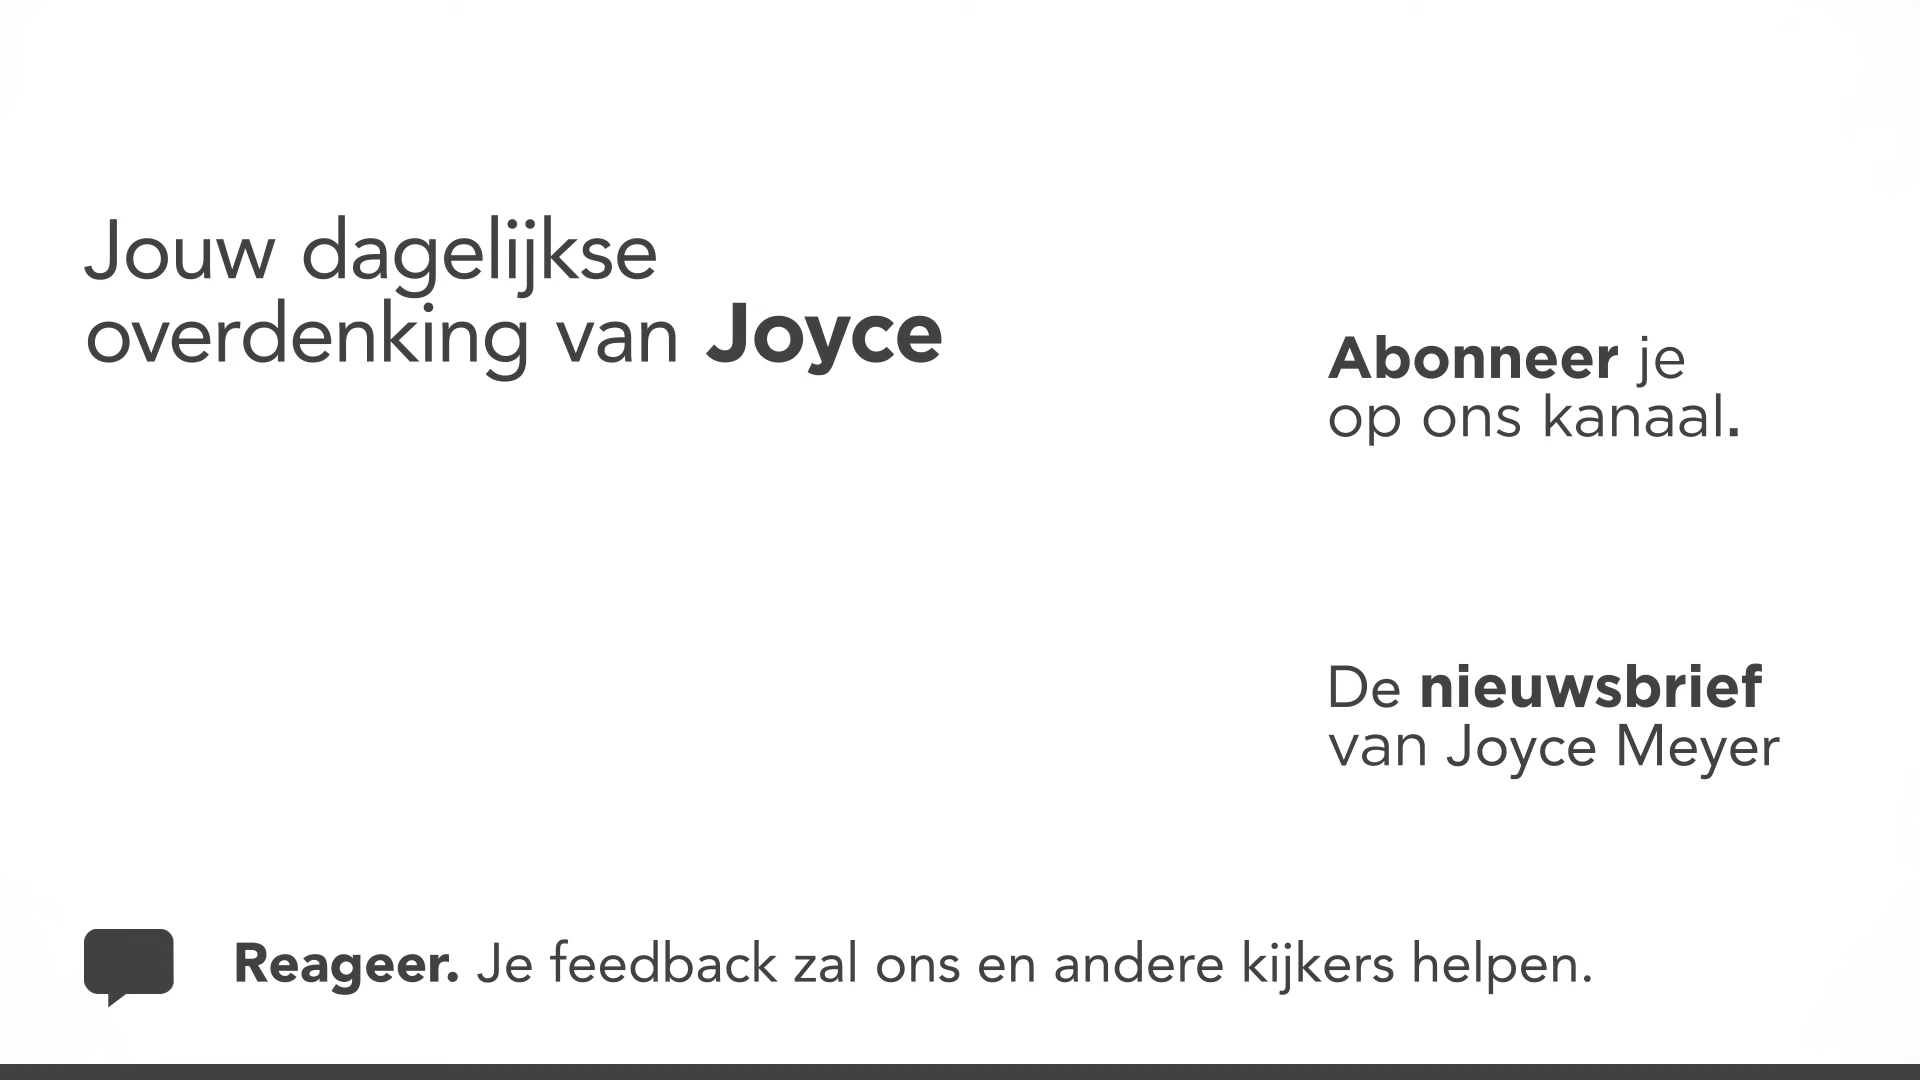 Jouw dagelijkse
overdenking van Joyce
Abonneer je
op ons kanaal.
De nieuwsbrief
van Joyce Meyer
Reageer. Je feedback zal ons en andere kijkers helpen.